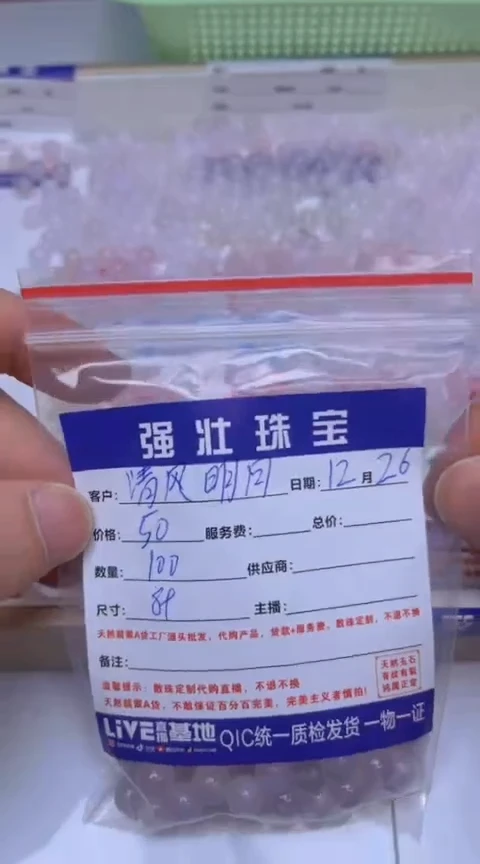 强壮珠宝
客户: 清风明月 日期: 12月26
价格: 50 服务费: 总价:
数量: 100 供应商:
尺寸: 8+ 主播:
天然翡翠A货工厂源头批发，代购产品，货款+服务费，散珠定制，不退不换
备注:
温馨提示：散珠定制代购直播，不退不换
天然翡翠A货，不敢保证百分百完美，完美主义者慎拍!
天然玉石
有纹有裂
纯属正常
LiVE直播基地 QIC统一质检发货 一物一证